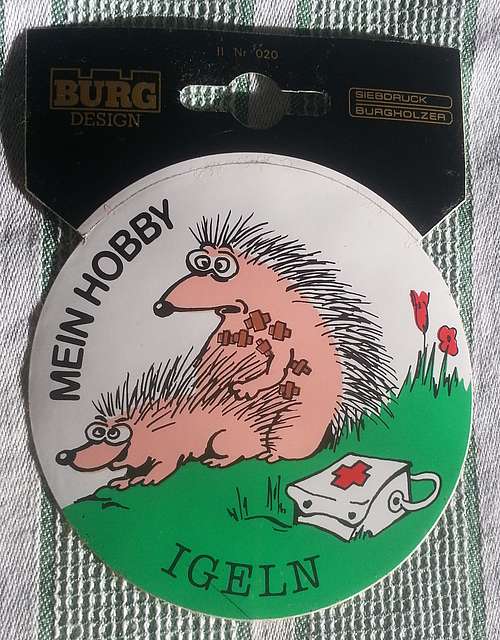 II Nr 020
BURG
DESIGN
SIEBDRUCK
BURGHOLZER
MEIN HOBBY
IGELN